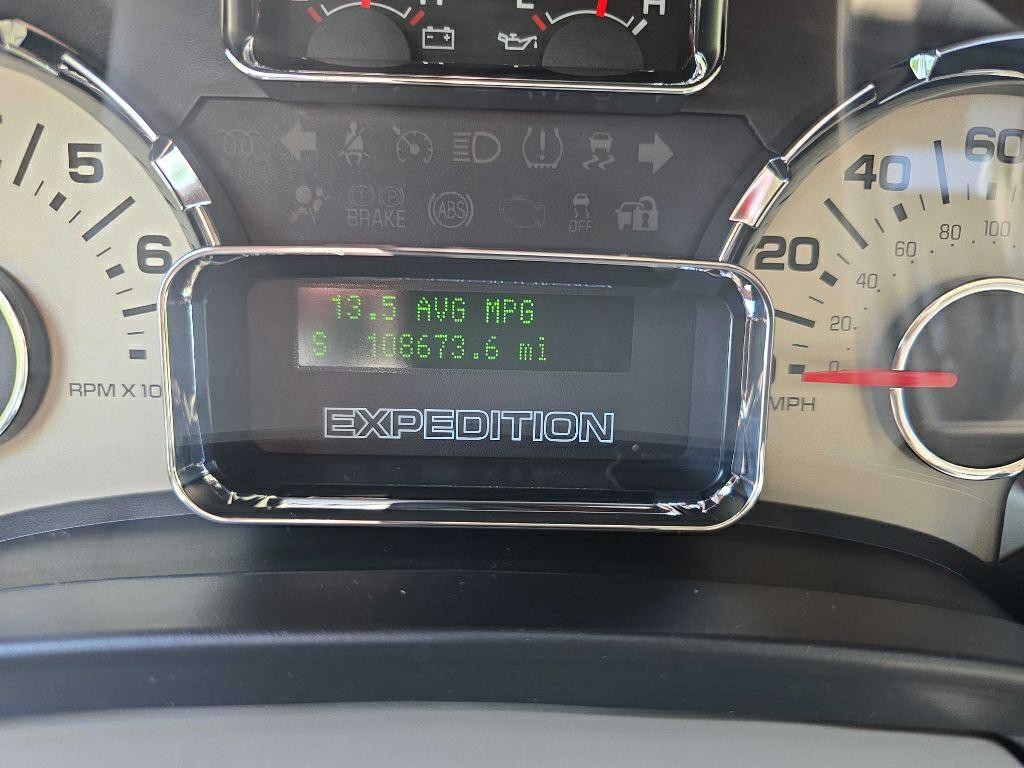 H
E
H
5
6
RPM X 10
BRAKE
ABS
OFF
13.5 AVG MPG
S 108673.6 mi
EXPEDITION
60
40
20
100
80
60
40
20
0
MPH